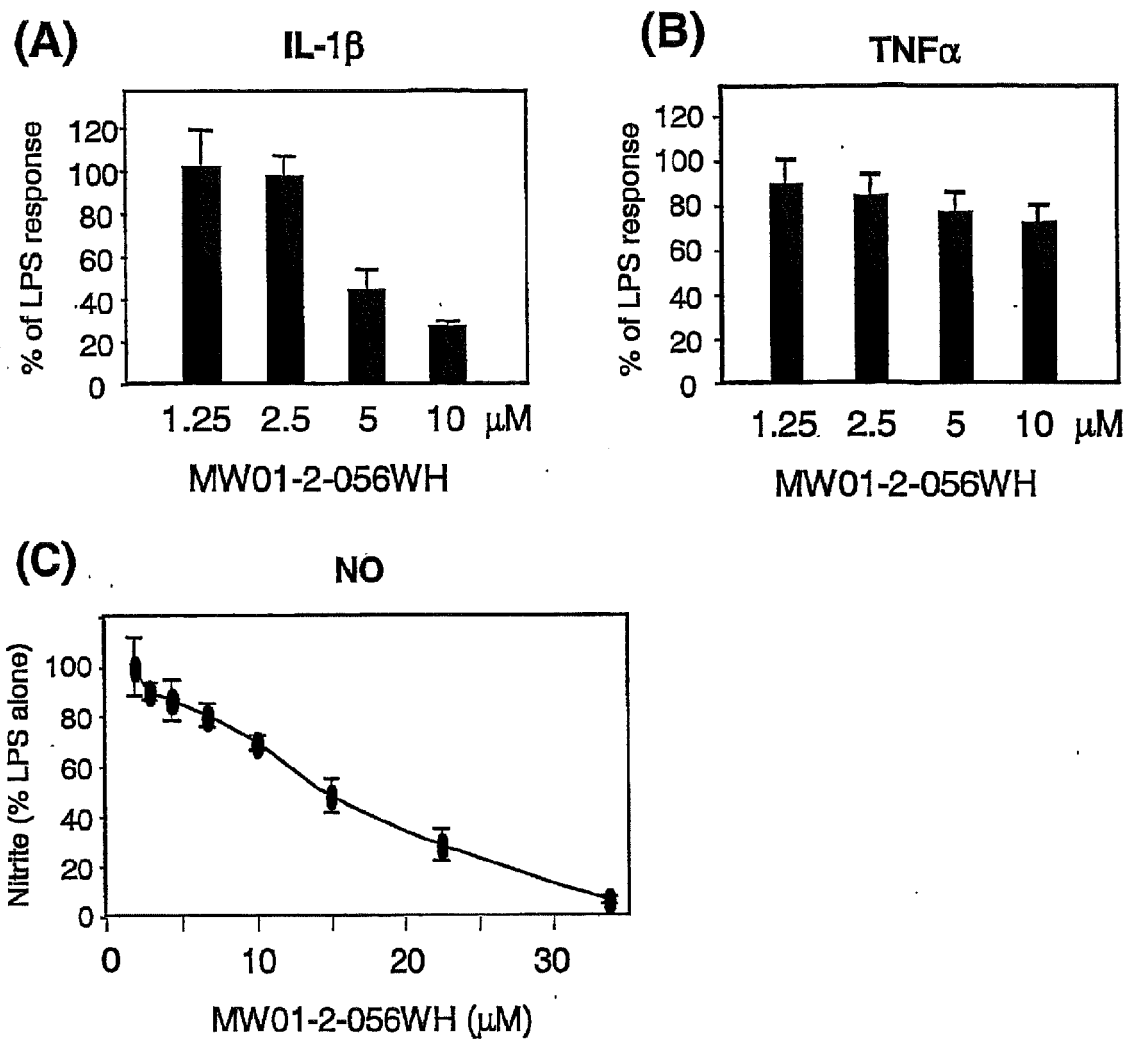 (A)
IL-1β
% of LPS response
120
100
80
60
40
20
0
1.25 2.5 5 10 μM
MW01-2-056WH
(B)
TNFα
% of LPS response
120
100
80
60
40
20
0
1.25 2.5 5 10 μM
MW01-2-056WH
(C)
NO
Nitrite (% LPS alone)
100
80
60
40
20
0
0 10 20 30
MW01-2-056WH (μM)